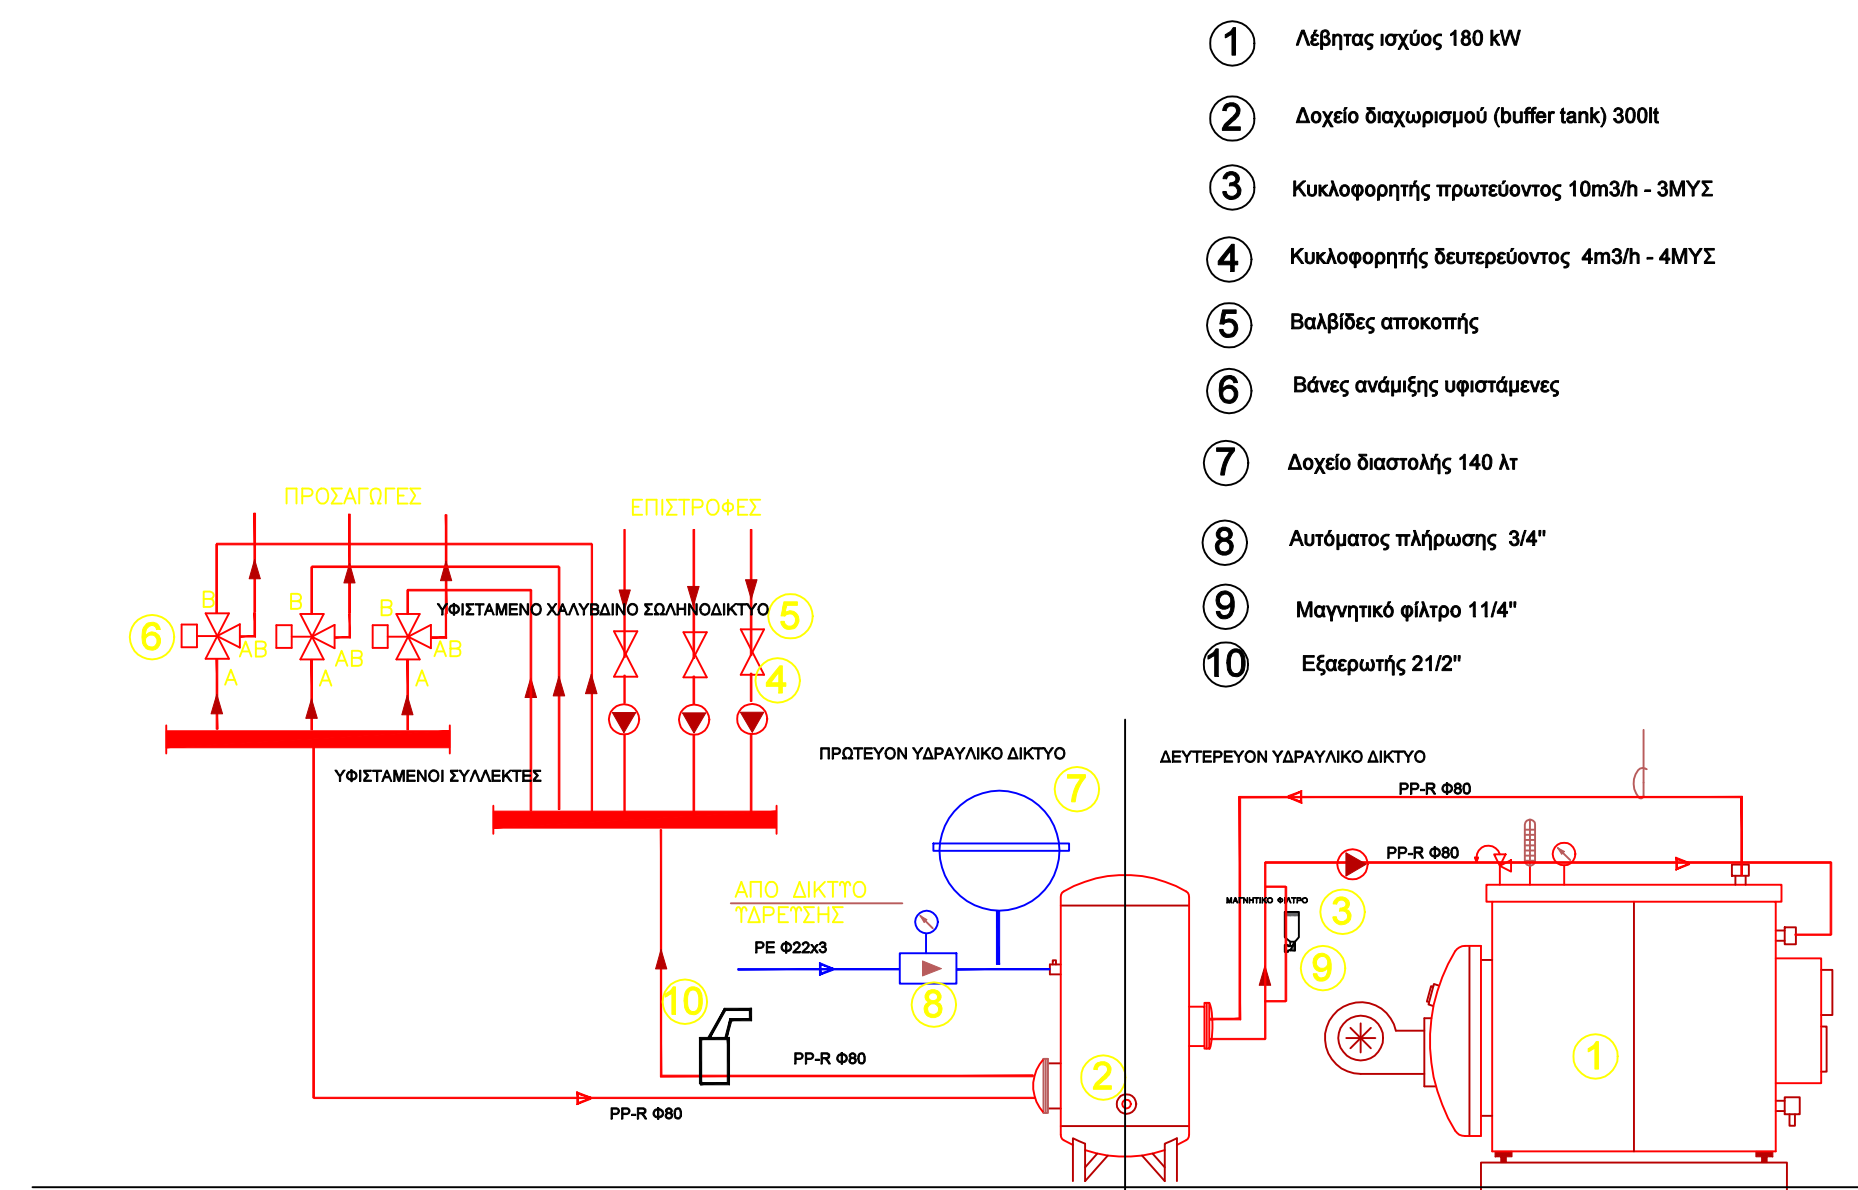 1 Λέβητας ισχύος 180 kW
2 Δοχείο διαχωρισμού (buffer tank) 300lt
3 Κυκλοφορητής πρωτεύοντος 10m3/h - 3ΜΥΣ
4 Κυκλοφορητής δευτερεύοντος 4m3/h - 4ΜΥΣ
5 Βαλβίδες αποκοπής
6 Βάνες ανάμιξης υφιστάμενες
7 Δοχείο διαστολής 140 λτ
8 Αυτόματος πλήρωσης 3/4"
9 Μαγνητικό φίλτρο 11/4"
10 Εξαερωτής 21/2"
ΠΡΟΣΑΓΩΓΕΣ
ΕΠΙΣΤΡΟΦΕΣ
B
B
B
ΥΦΙΣΤΑΜΕΝΟ ΧΑΛΥΒΔΙΝΟ ΣΩΛΗΝΟΔΙΚΤΥΟ
5
6
AB
AB
AB
A
A
A
4
ΥΦΙΣΤΑΜΕΝΟΙ ΣΥΛΛΕΚΤΕΣ
ΠΡΩΤΕΥΟΝ ΥΔΡΑΥΛΙΚΟ ΔΙΚΤΥΟ
ΔΕΥΤΕΡΕΥΟΝ ΥΔΡΑΥΛΙΚΟ ΔΙΚΤΥΟ
7
PP-R Φ80
PP-R Φ80
ΑΠΟ ΔΙΚΤΥΟ
ΥΔΡΕΥΣΗΣ
ΜΑΓΝΗΤΙΚΟ ΦΙΛΤΡΟ
3
PE Φ22x3
9
10
8
PP-R Φ80
2
1
PP-R Φ80